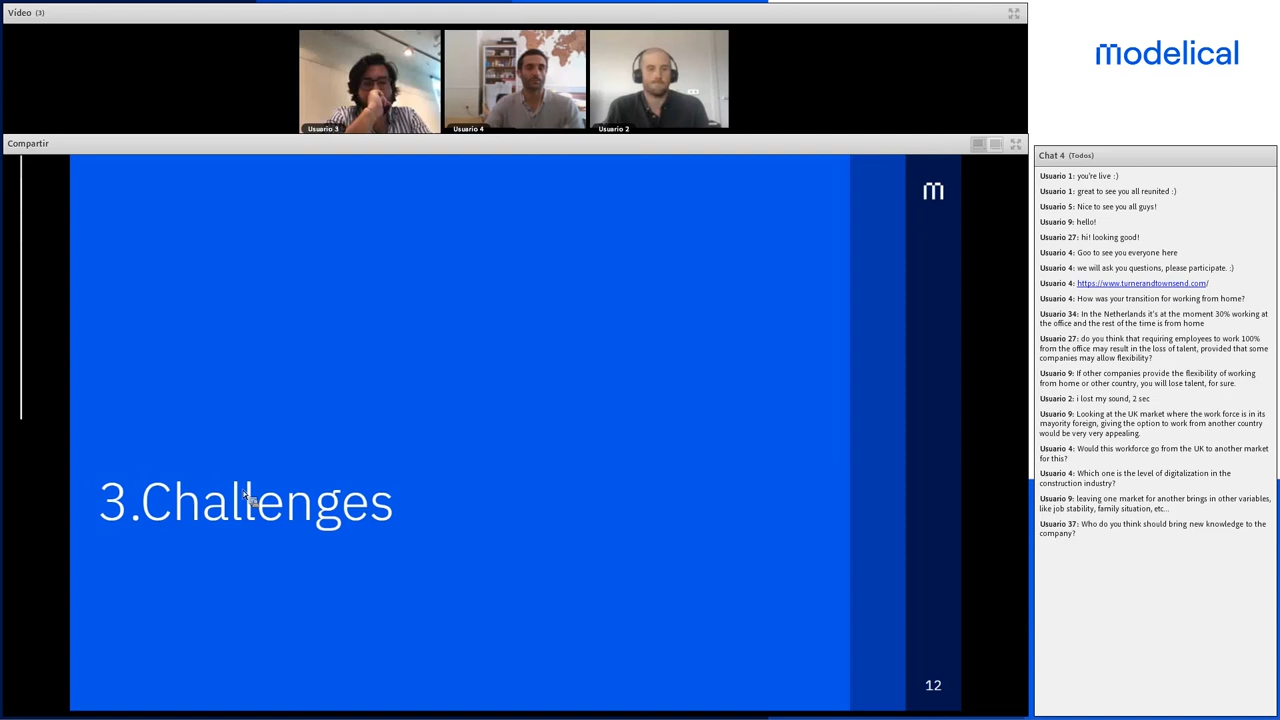 Vídeo (3)
modelical
Usuario 3
Usuario 4
Usuario 2
Compartir
m
3.Challenges
12
Chat 4 (Todos)
Usuario 1: you're live :)
Usuario 1: great to see you all reunited :)
Usuario 5: Nice to see you all guys!
Usuario 9: hello!
Usuario 27: hi! looking good!
Usuario 4: Goo to see you everyone here
Usuario 4: we will ask you questions, please participate. :)
Usuario 4: https://www.turnerandtownsend.com/
Usuario 4: How was your transition for working from home?
Usuario 34: In the Netherlands it's at the moment 30% working at
the office and the rest of the time is from home
Usuario 27: do you think that requiring employees to work 100%
from the office may result in the loss of talent, provided that some
companies may allow flexibility?
Usuario 9: If other companies provide the flexibility of working
from home or other country, you will lose talent, for sure.
Usuario 2: i lost my sound, 2 sec
Usuario 9: Looking at the UK market where the work force is in its
mayority foreign, giving the option to work from another country
would be very very appealing.
Usuario 4: Would this workforce go from the UK to another market
for this?
Usuario 4: Which one is the level of digitalization in the
construction industry?
Usuario 9: leaving one market for another brings in other variables,
like job stability, family situation, etc...
Usuario 37: Who do you think should bring new knowledge to the
company?